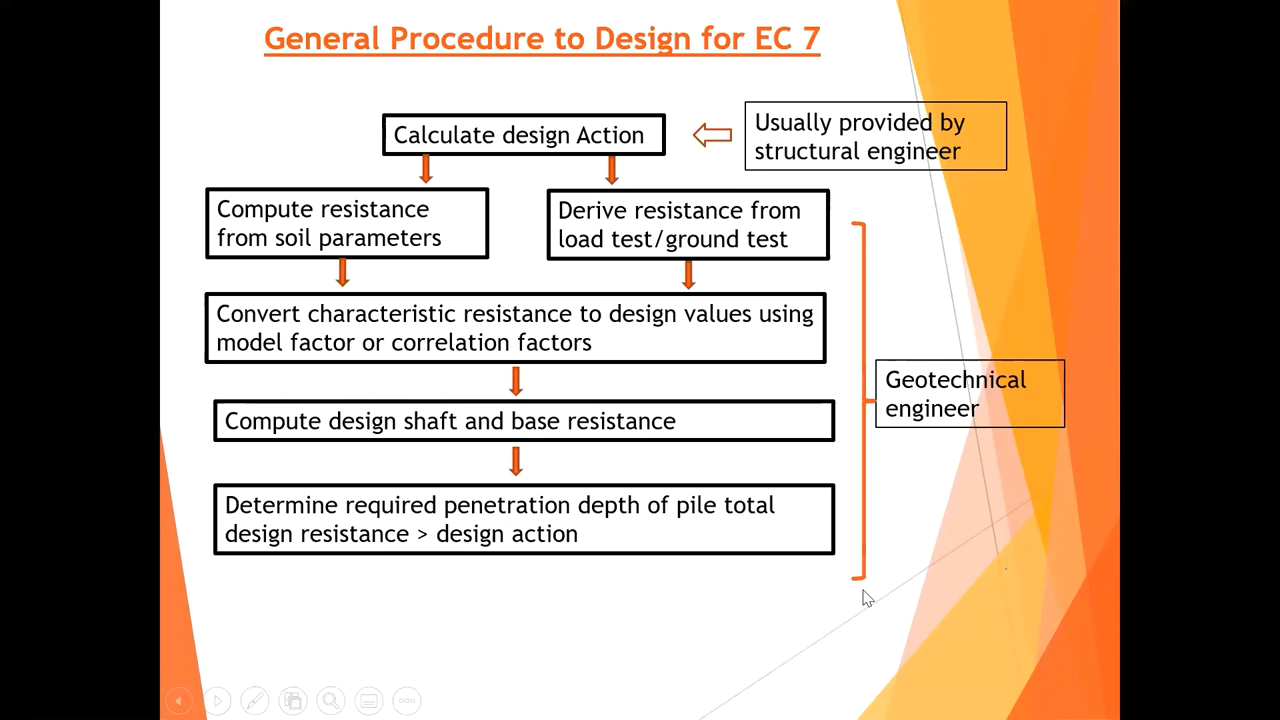 General Procedure to Design for EC 7
Calculate design Action
Usually provided by
structural engineer
Compute resistance
from soil parameters
Derive resistance from
load test/ground test
Convert characteristic resistance to design values using
model factor or correlation factors
Geotechnical
engineer
Compute design shaft and base resistance
Determine required penetration depth of pile total
design resistance > design action